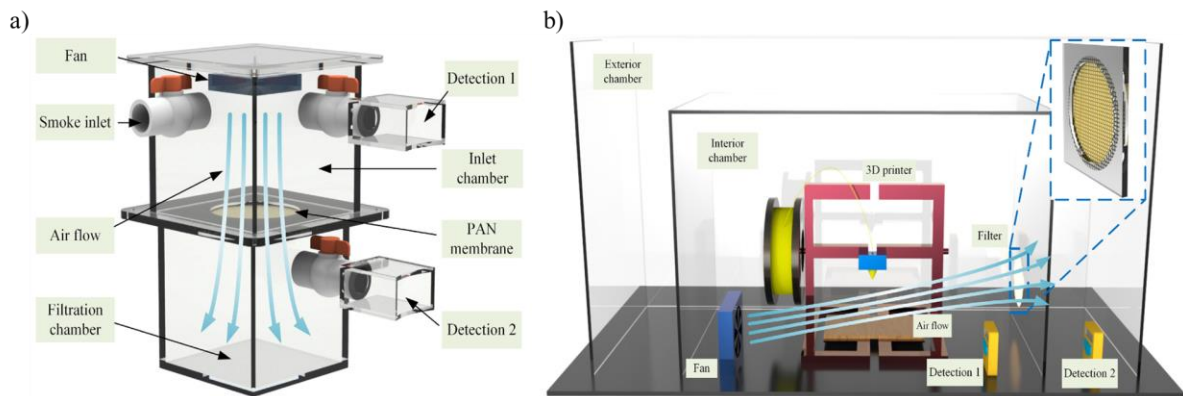 a)
Fan
Detection 1
Smoke inlet
Inlet
chamber
Air flow
PAN
membrane
Filtration
chamber
Detection 2
b)
Exterior
chamber
Interior
chamber
3D printer
Filter
Air flow
Fan
Detection 1
Detection 2